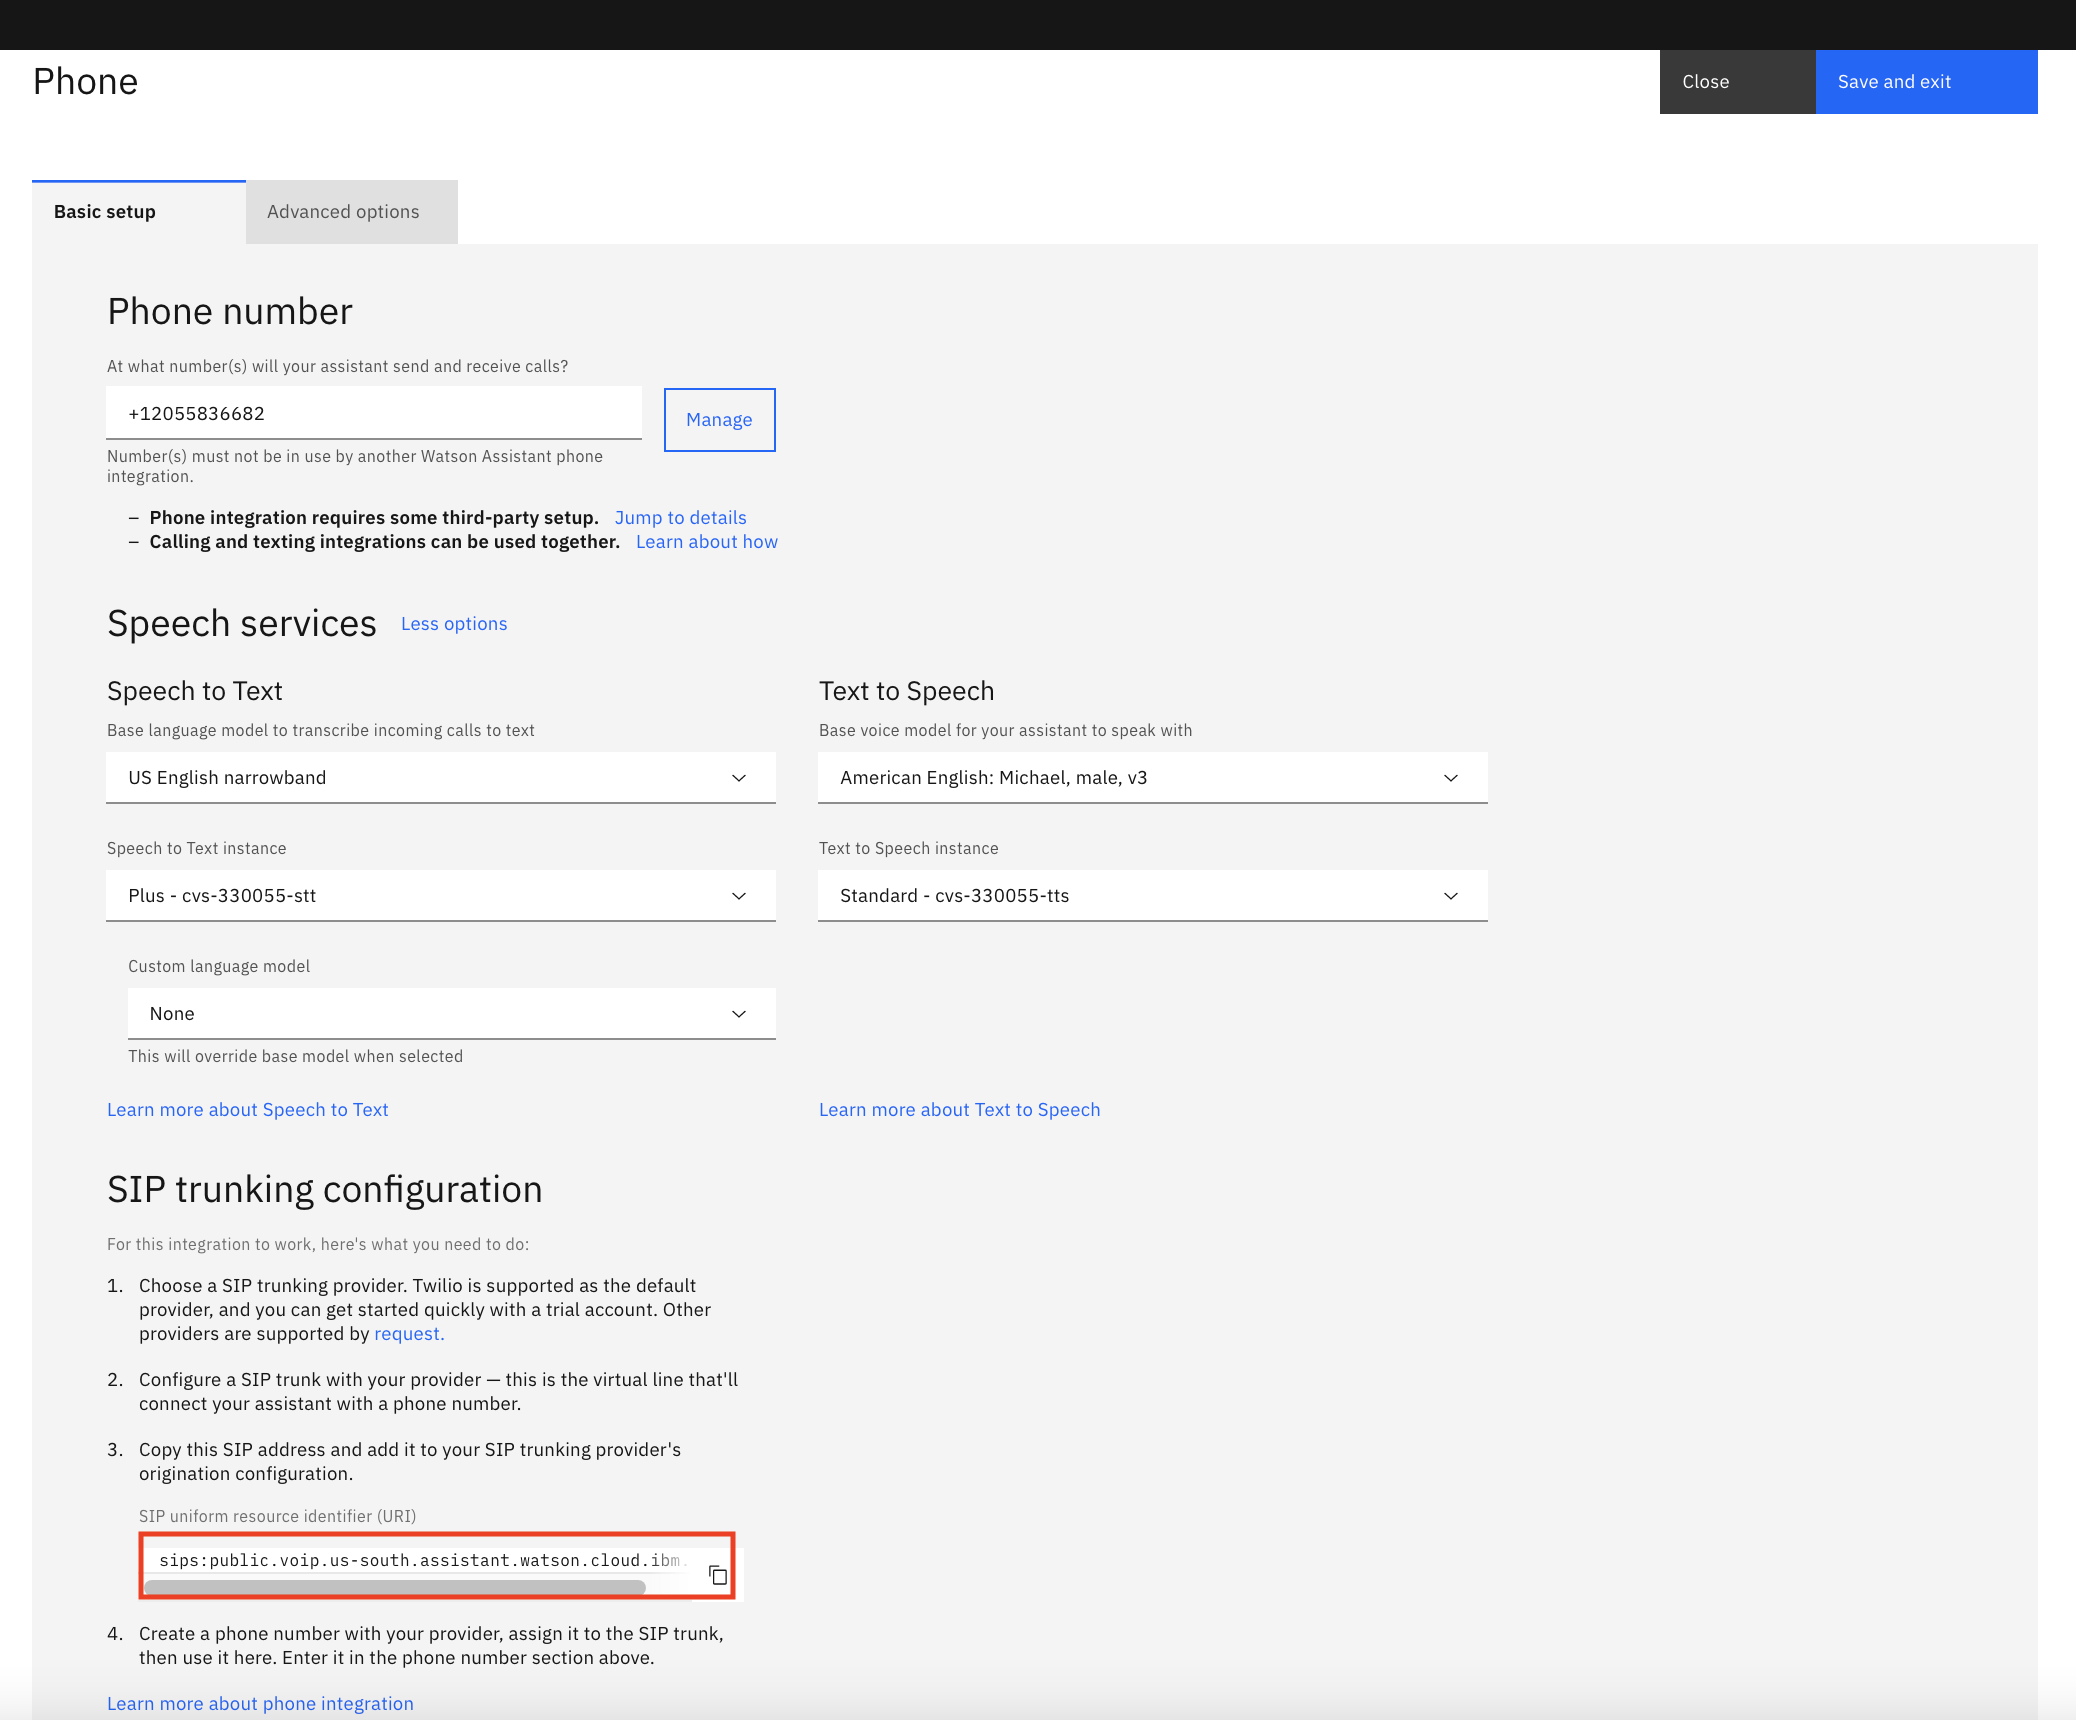 Phone
Close
Save and exit
Basic setup
Advanced options
Phone number
At what number(s) will your assistant send and receive calls?
+12055836682
Manage
Number(s) must not be in use by another Watson Assistant phone
integration.
– Phone integration requires some third-party setup. Jump to details
– Calling and texting integrations can be used together. Learn about how
Speech services Less options
Speech to Text
Base language model to transcribe incoming calls to text
US English narrowband
Speech to Text instance
Plus - cvs-330055-stt
Custom language model
None
This will override base model when selected
Learn more about Speech to Text
Text to Speech
Base voice model for your assistant to speak with
American English: Michael, male, v3
Text to Speech instance
Standard - cvs-330055-tts
Learn more about Text to Speech
SIP trunking configuration
For this integration to work, here's what you need to do:
1. Choose a SIP trunking provider. Twilio is supported as the default
provider, and you can get started quickly with a trial account. Other
providers are supported by request.
2. Configure a SIP trunk with your provider — this is the virtual line that'll
connect your assistant with a phone number.
3. Copy this SIP address and add it to your SIP trunking provider's
origination configuration.
SIP uniform resource identifier (URI)
sips:public.voip.us-south.assistant.watson.cloud.ibm.
4. Create a phone number with your provider, assign it to the SIP trunk,
then use it here. Enter it in the phone number section above.
Learn more about phone integration